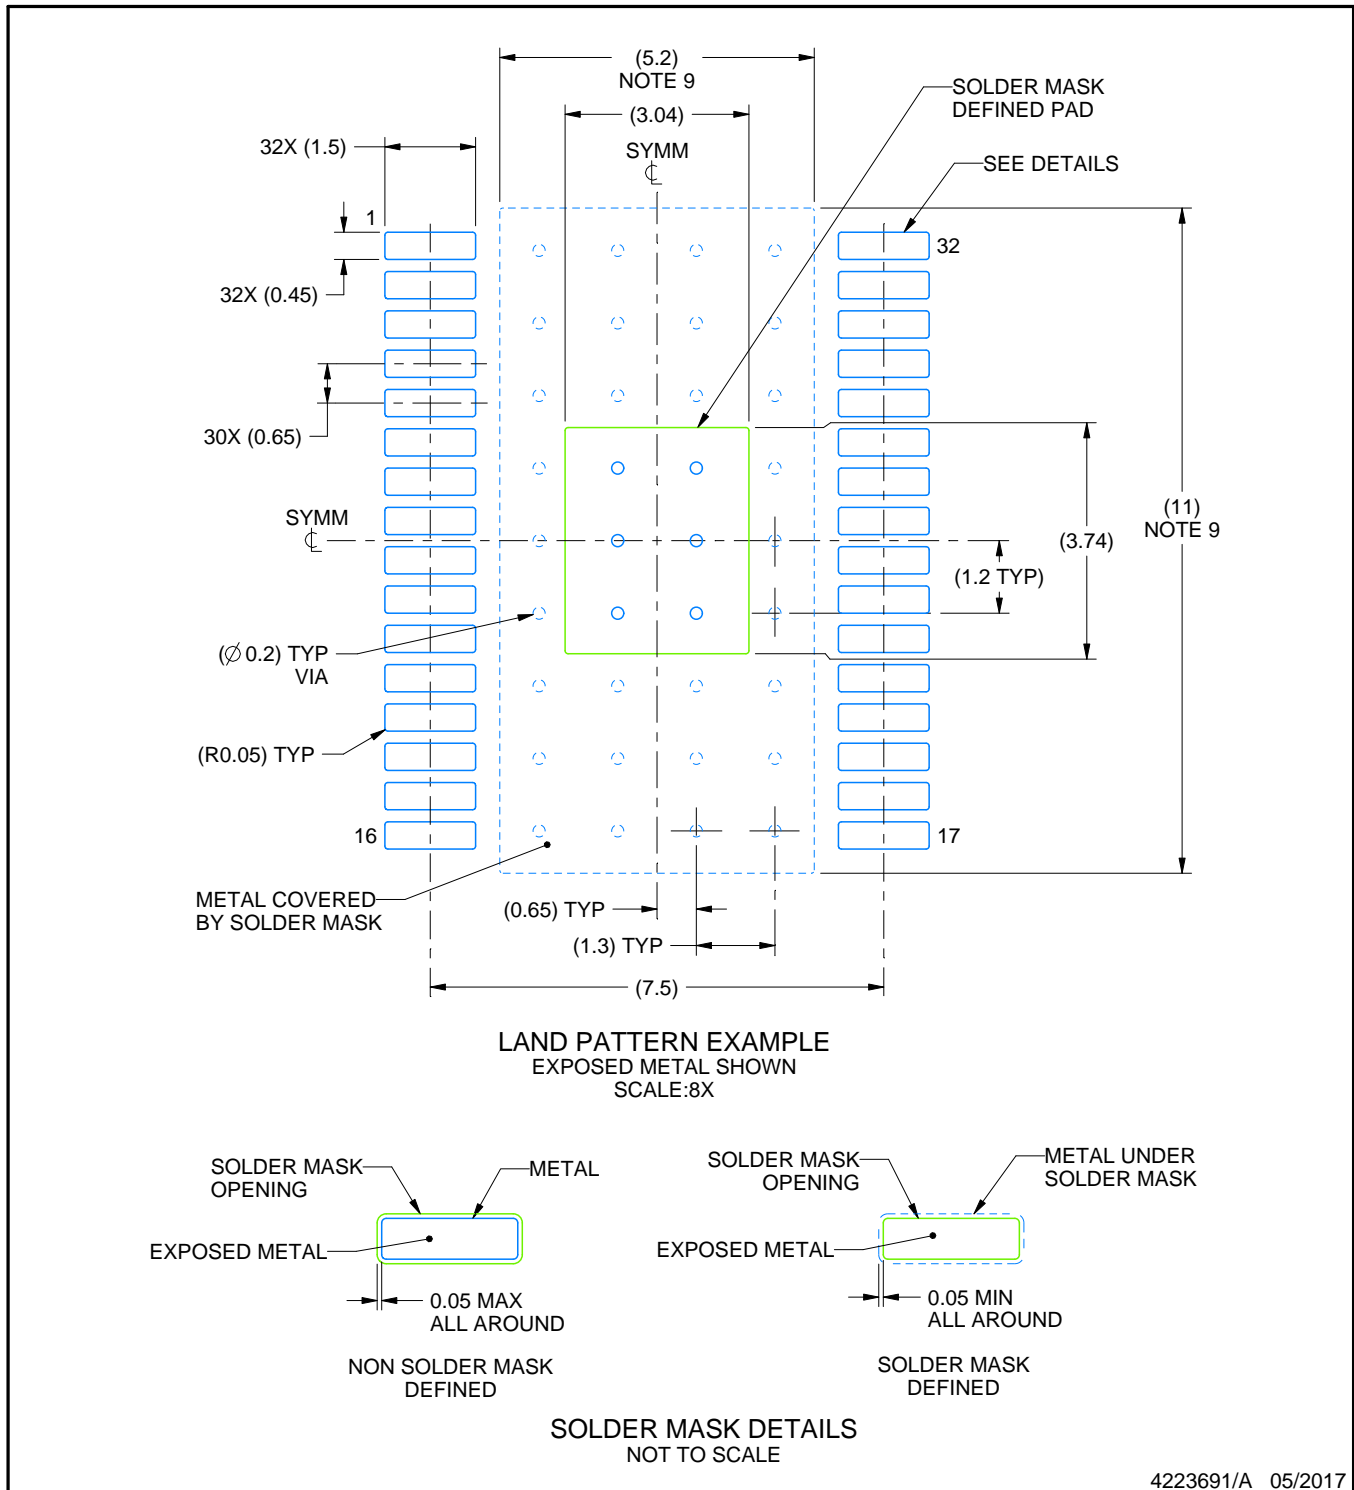 (5.2)
NOTE 9
(3.04)
SYMM
℄
SOLDER MASK
DEFINED PAD
32X (1.5)
SEE DETAILS
1
32
32X (0.45)
30X (0.65)
SYMM
℄
(11)
NOTE 9
(3.74)
(1.2 TYP)
(Ø 0.2) TYP
VIA
(R0.05) TYP
16
17
METAL COVERED
BY SOLDER MASK
(0.65) TYP
(1.3) TYP
(7.5)
LAND PATTERN EXAMPLE
EXPOSED METAL SHOWN
SCALE:8X
SOLDER MASK
OPENING
METAL
EXPOSED METAL
0.05 MAX
ALL AROUND
NON SOLDER MASK
DEFINED
SOLDER MASK
OPENING
METAL UNDER
SOLDER MASK
EXPOSED METAL
0.05 MIN
ALL AROUND
SOLDER MASK
DEFINED
SOLDER MASK DETAILS
NOT TO SCALE
4223691/A 05/2017